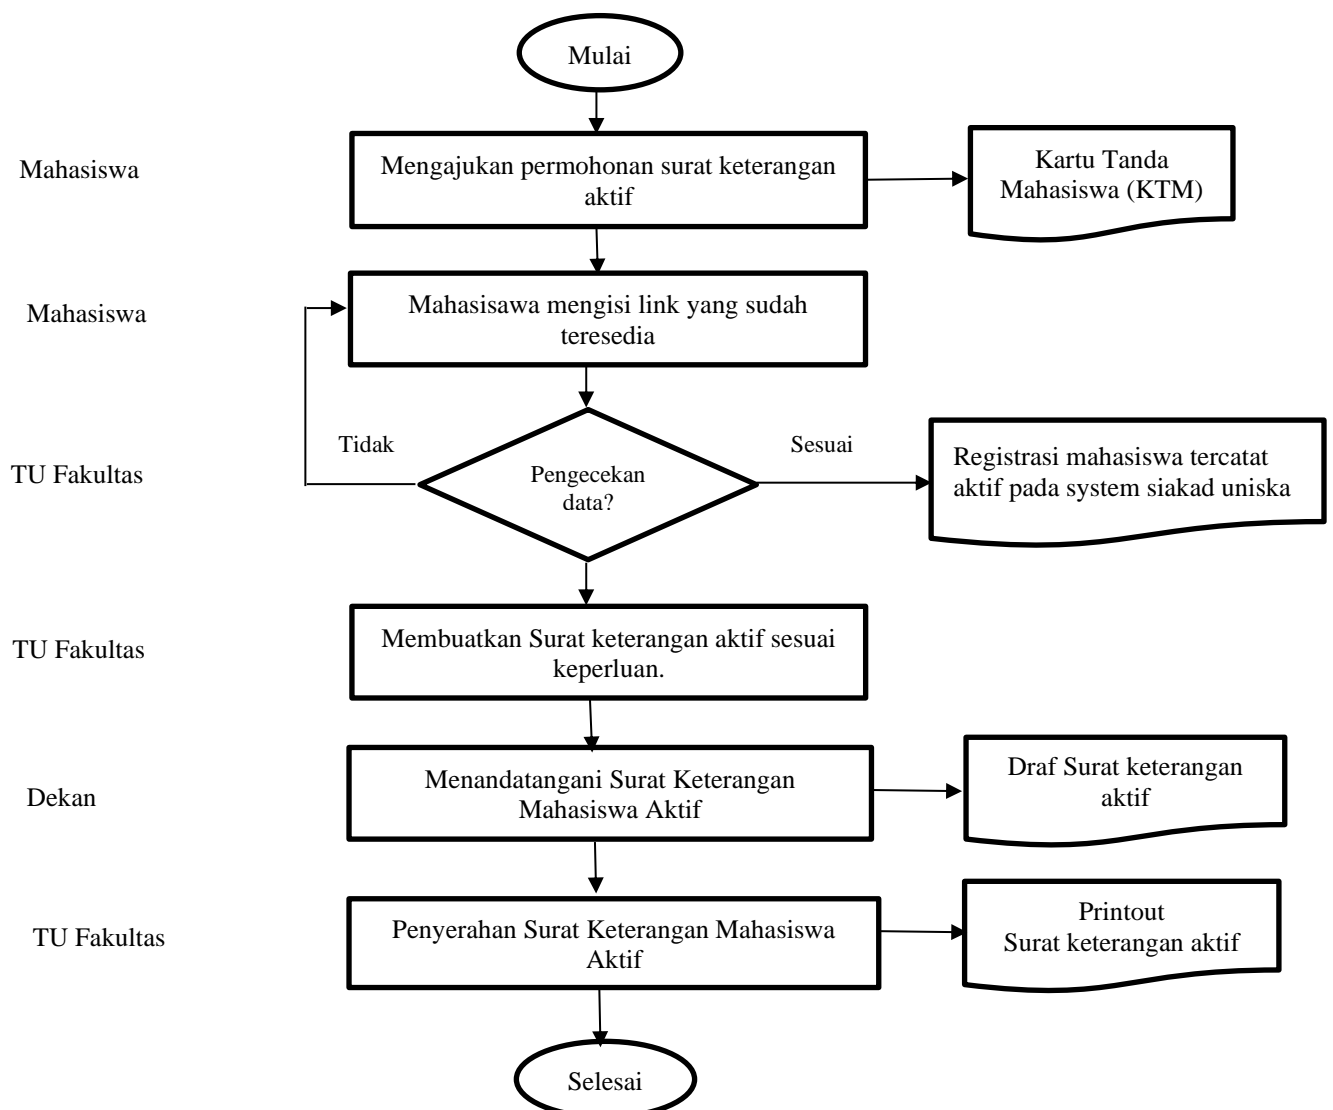 Mulai
Mahasiswa
Mengajukan permohonan surat keterangan
aktif
Kartu Tanda
Mahasiswa (KTM)
Mahasiswa
Mahasisawa mengisi link yang sudah
teresedia
Tidak
Sesuai
TU Fakultas
Pengecekan
data?
Registrasi mahasiswa tercatat
aktif pada system siakad uniska
TU Fakultas
Membuatkan Surat keterangan aktif sesuai
keperluan.
Dekan
Menandatangani Surat Keterangan
Mahasiswa Aktif
Draf Surat keterangan
aktif
TU Fakultas
Penyerahan Surat Keterangan Mahasiswa
Aktif
Printout
Surat keterangan aktif
Selesai